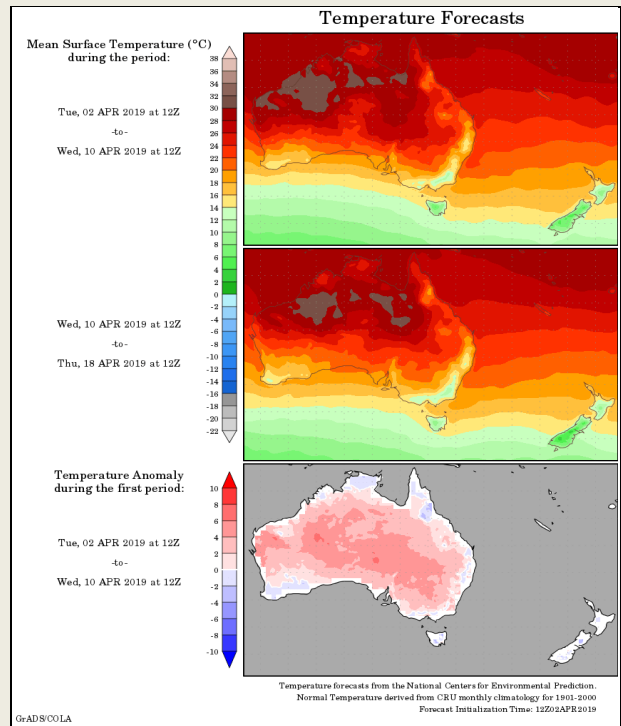 Temperature Forecasts
Mean Surface Temperature (°C)
during the period:
Tue, 02 APR 2019 at 12Z
-to-
Wed, 10 APR 2019 at 12Z
38
36
34
32
30
28
26
24
22
20
18
16
14
12
10
8
6
4
2
0
-2
-4
-6
-8
-10
-12
-14
-16
-17
-18
-20
-22
Wed, 10 APR 2019 at 12Z
-to-
Thu, 18 APR 2019 at 12Z
Temperature Anomaly
during the first period:
Tue, 02 APR 2019 at 12Z
-to-
Wed, 10 APR 2019 at 12Z
10
8
6
4
2
0
-2
-4
-6
-8
-10
Temperature forecasts from the National Centers for Environmental Prediction.
Normal Temperature derived from CRU monthly climatology for 1901-2000
Forecast Initialization Time: 12Z02APR2019
GrADS/COLA